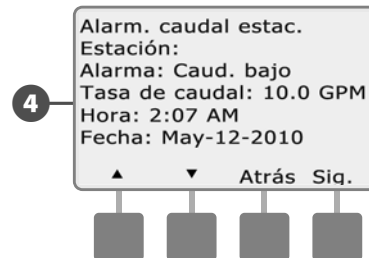 Alarm. caudal estac.
Estación:
Alarma: Caud. bajo
Tasa de caudal: 10.0 GPM
4
Hora: 2:07 AM
Fecha: May-12-2010
▲ ▼ Atrás Sig.